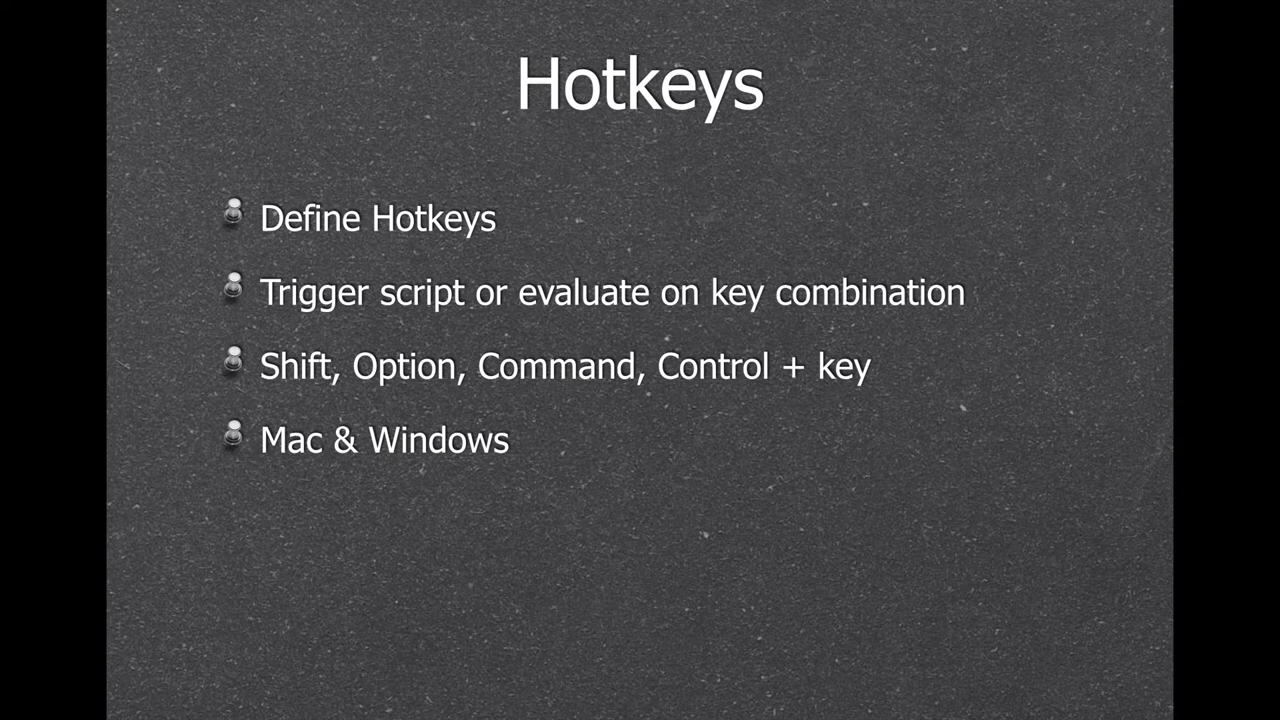 Hotkeys
Define Hotkeys
Trigger script or evaluate on key combination
Shift, Option, Command, Control + key
Mac & Windows